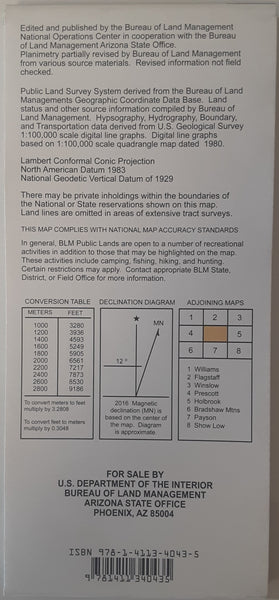 Edited and published by the Bureau of Land Management
National Operations Center in cooperation with the Bureau
of Land Management Arizona State Office.
Planimetry partially revised by Bureau of Land Management
from various source materials. Revised information not field
checked.
Public Land Survey System derived from the Bureau of Land
Managements Geographic Coordinate Data Base. Land
status and other source information compiled by Bureau of
Land Management. Hypsography, Hydrography, Boundary,
and Transportation data derived from U.S. Geological Survey
1:100,000 scale digital line graphs. Digital line graphs
based on 1:100,000 scale quadrangle maps dated 1980.
Lambert Conformal Conic Projection
North American Datum 1983
National Geodetic Vertical Datum of 1929
There may be private inholdings within the boundaries of
the National or State reservations shown on this map.
Land lines are omitted in areas of extensive tract surveys.
THIS MAP COMPLIES WITH NATIONAL MAP ACCURACY STANDARDS
In general, BLM Public Lands are open to a number of recreational
activities in addition to those that may be highlighted on the map.
These activities include camping, fishing, hiking, and hunting.
Certain restrictions may apply. Contact appropriate BLM State,
District, or Field Office for more information.
CONVERSION TABLE
METERS FEET
1000 3280
1200 3936
1400 4593
1600 5249
1800 5905
2000 6561
2200 7217
2400 7873
2600 8530
2800 9186
To convert meters to feet
multiply by 3.2808
To convert feet to meters
multiply by 0.3048
DECLINATION DIAGRAM
MN
12 °
2016 Magnetic
declination (MN) is
based on the center
of the map. Diagram
is approximate.
ADJOINING MAPS
1 2 3
4 5
6 7 8
1 Williams
2 Flagstaff
3 Winslow
4 Prescott
5 Holbrook
6 Bradshaw Mtns
7 Payson
8 Show Low
FOR SALE BY
U.S. DEPARTMENT OF THE INTERIOR
BUREAU OF LAND MANAGEMENT
ARIZONA STATE OFFICE
PHOENIX, AZ 85004
ISBN 978-1-4113-4043-5
9 781411 340435